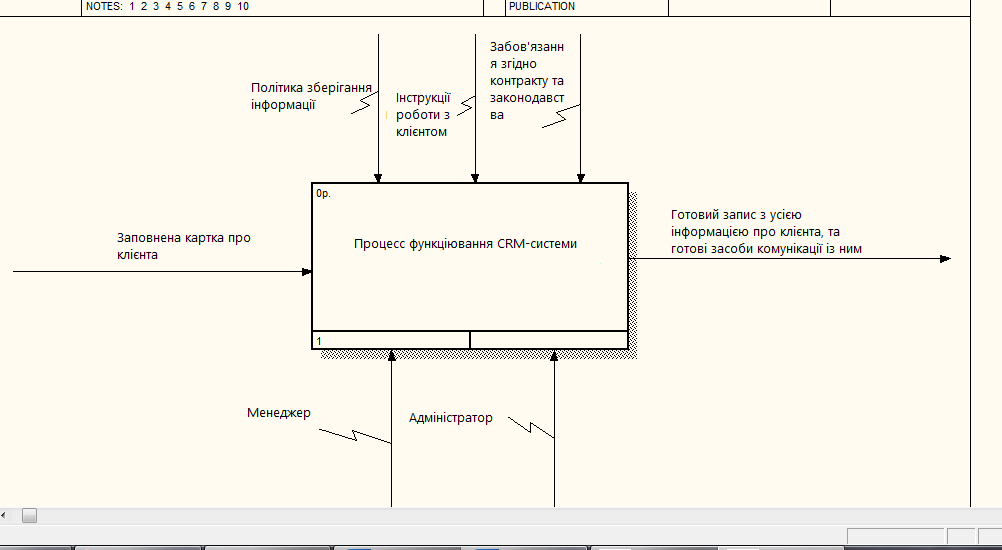 NOTES: 1 2 3 4 5 6 7 8 9 10
PUBLICATION
Політика зберігання
інформації
Інструкції
роботи з
клієнтом
Забов'язанн
я згідно
контракту та
законодавст
ва
0р.
Процесс функціювання CRM-системи
1
Заповнена картка про
клієнта
Готовий запис з усією
інформацією про клієнта, та
готові засоби комунікації із ним
Менеджер
Адміністратор